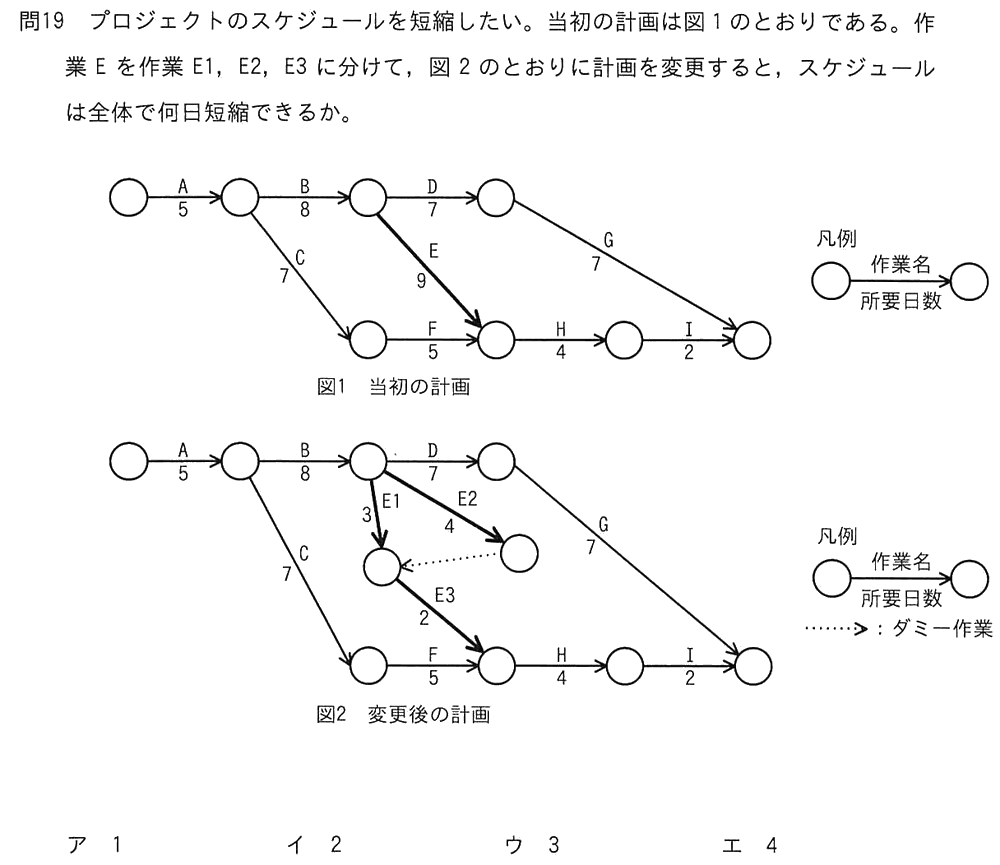 問19 プロジェクトのスケジュールを短縮したい。当初の計画は図1のとおりである。作
業Eを作業E1，E2，E3に分けて，図2のとおりに計画を変更すると，スケジュール
は全体で何日短縮できるか。
A
5
B
8
D
7
C
7
E
9
G
7
F
5
H
4
I
2
凡例
作業名
所要日数
図1 当初の計画
A
5
B
8
D
7
E1
3
E2
4
C
7
G
7
E3
2
F
5
H
4
I
2
凡例
作業名
所要日数
：ダミー作業
図2 変更後の計画
ア 1 イ 2 ウ 3 エ 4